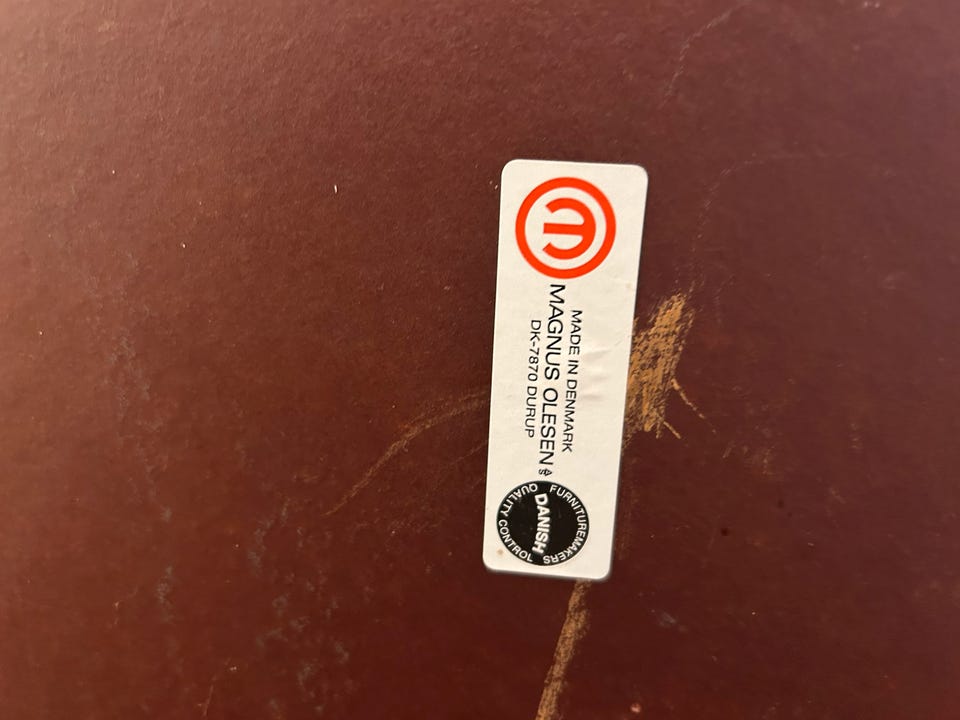 MADE IN DENMARK
MAGNUS OLESEN A/S
DK-7870 DURUP
FURNITUREMAKERS
DANISH
QUALITY CONTROL